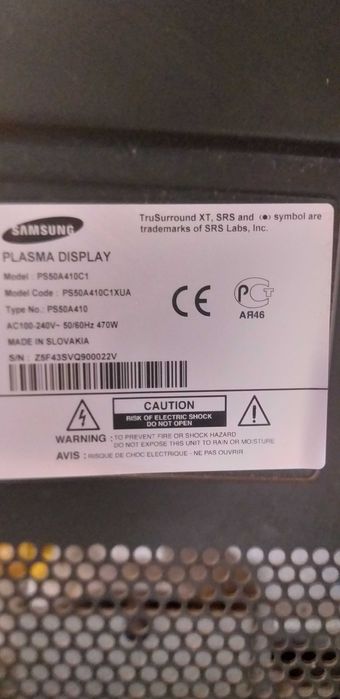 SAMSUNG
TruSurround XT, SRS and (●) symbol are
trademarks of SRS Labs, Inc.
PLASMA DISPLAY
Model : PS50A410C1
Model Code : PS50A410C1XUA
Type No.: PS50A410
AC100-240V~ 50/60Hz 470W
MADE IN SLOVAKIA
S/N : Z5F43SVQ900022V
CE
РСТ
АЯ46
CAUTION
RISK OF ELECTRIC SHOCK
DO NOT OPEN
WARNING : TO PREVENT FIRE OR SHOCK HAZARD
DO NOT EXPOSE THIS UNIT TO RAIN OR MOISTURE
AVIS : RISQUE DE CHOC ELECTRIQUE - NE PAS OUVRIR